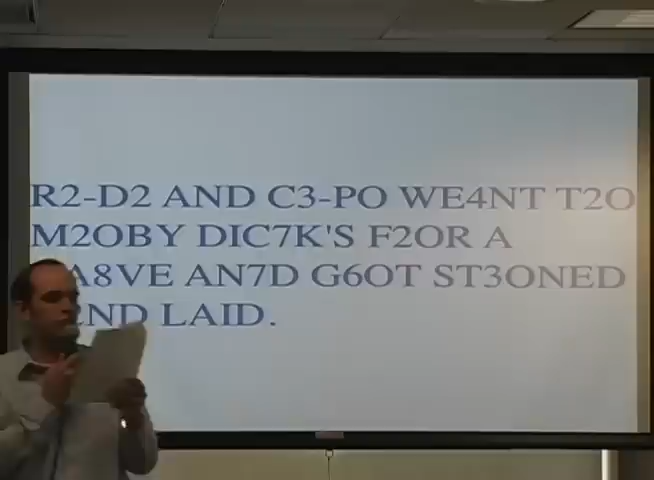 R2-D2 AND C3-PO WE4NT T2O
M2OBY DIC7K'S F2OR A
AN7D G6OT ST3ONED
LAID.